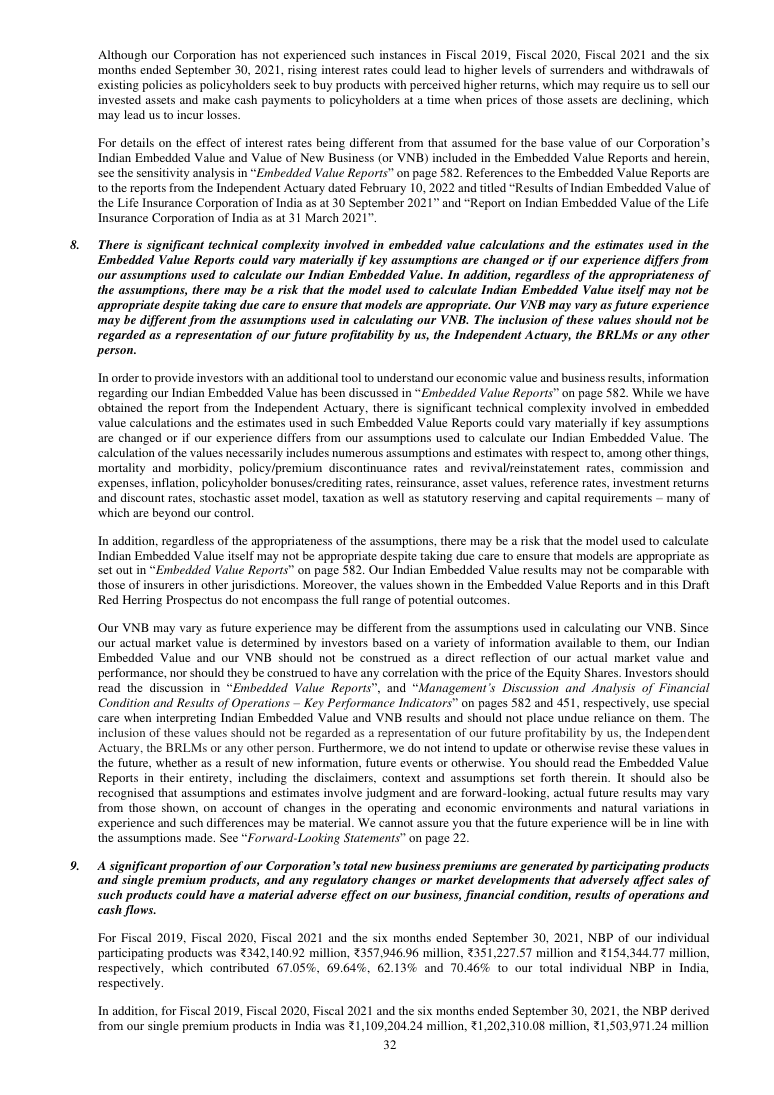 Although our Corporation has not experienced such instances in Fiscal 2019, Fiscal 2020, Fiscal 2021 and the six
months ended September 30, 2021, rising interest rates could lead to higher levels of surrenders and withdrawals of
existing policies as policyholders seek to buy products with perceived higher returns, which may require us to sell our
invested assets and make cash payments to policyholders at a time when prices of those assets are declining, which
may lead us to incur losses.
For details on the effect of interest rates being different from that assumed for the base value of our Corporation’s
Indian Embedded Value and Value of New Business (or VNB) included in the Embedded Value Reports and herein,
see the sensitivity analysis in “Embedded Value Reports” on page 582. References to the Embedded Value Reports are
to the reports from the Independent Actuary dated February 10, 2022 and titled “Results of Indian Embedded Value of
the Life Insurance Corporation of India as at 30 September 2021” and “Report on Indian Embedded Value of the Life
Insurance Corporation of India as at 31 March 2021”.
8. There is significant technical complexity involved in embedded value calculations and the estimates used in the
Embedded Value Reports could vary materially if key assumptions are changed or if our experience differs from
our assumptions used to calculate our Indian Embedded Value. In addition, regardless of the appropriateness of
the assumptions, there may be a risk that the model used to calculate Indian Embedded Value itself may not be
appropriate despite taking due care to ensure that models are appropriate. Our VNB may vary as future experience
may be different from the assumptions used in calculating our VNB. The inclusion of these values should not be
regarded as a representation of our future profitability by us, the Independent Actuary, the BRLMs or any other
person.
In order to provide investors with an additional tool to understand our economic value and business results, information
regarding our Indian Embedded Value has been discussed in “Embedded Value Reports” on page 582. While we have
obtained the report from the Independent Actuary, there is significant technical complexity involved in embedded
value calculations and the estimates used in such Embedded Value Reports could vary materially if key assumptions
are changed or if our experience differs from our assumptions used to calculate our Indian Embedded Value. The
calculation of the values necessarily includes numerous assumptions and estimates with respect to, among other things,
mortality and morbidity, policy/premium discontinuance rates and revival/reinstatement rates, commission and
expenses, inflation, policyholder bonuses/crediting rates, reinsurance, asset values, reference rates, investment returns
and discount rates, stochastic asset model, taxation as well as statutory reserving and capital requirements – many of
which are beyond our control.
In addition, regardless of the appropriateness of the assumptions, there may be a risk that the model used to calculate
Indian Embedded Value itself may not be appropriate despite taking due care to ensure that models are appropriate as
set out in “Embedded Value Reports” on page 582. Our Indian Embedded Value results may not be comparable with
those of insurers in other jurisdictions. Moreover, the values shown in the Embedded Value Reports and in this Draft
Red Herring Prospectus do not encompass the full range of potential outcomes.
Our VNB may vary as future experience may be different from the assumptions used in calculating our VNB. Since
our actual market value is determined by investors based on a variety of information available to them, our Indian
Embedded Value and our VNB should not be construed as a direct reflection of our actual market value and
performance, nor should they be construed to have any correlation with the price of the Equity Shares. Investors should
read the discussion in “Embedded Value Reports”, and “Management’s Discussion and Analysis of Financial
Condition and Results of Operations – Key Performance Indicators” on pages 582 and 451, respectively, use special
care when interpreting Indian Embedded Value and VNB results and should not place undue reliance on them. The
inclusion of these values should not be regarded as a representation of our future profitability by us, the Independent
Actuary, the BRLMs or any other person. Furthermore, we do not intend to update or otherwise revise these values in
the future, whether as a result of new information, future events or otherwise. You should read the Embedded Value
Reports in their entirety, including the disclaimers, context and assumptions set forth therein. It should also be
recognised that assumptions and estimates involve judgment and are forward-looking, actual future results may vary
from those shown, on account of changes in the operating and economic environments and natural variations in
experience and such differences may be material. We cannot assure you that the future experience will be in line with
the assumptions made. See “Forward-Looking Statements” on page 22.
9. A significant proportion of our Corporation’s total new business premiums are generated by participating products
and single premium products, and any regulatory changes or market developments that adversely affect sales of
such products could have a material adverse effect on our business, financial condition, results of operations and
cash flows.
For Fiscal 2019, Fiscal 2020, Fiscal 2021 and the six months ended September 30, 2021, NBP of our individual
participating products was ₹342,140.92 million, ₹357,946.96 million, ₹351,227.57 million and ₹154,344.77 million,
respectively, which contributed 67.05%, 69.64%, 62.13% and 70.46% to our total individual NBP in India,
respectively.
In addition, for Fiscal 2019, Fiscal 2020, Fiscal 2021 and the six months ended September 30, 2021, the NBP derived
from our single premium products in India was ₹1,109,204.24 million, ₹1,202,310.08 million, ₹1,503,971.24 million
32